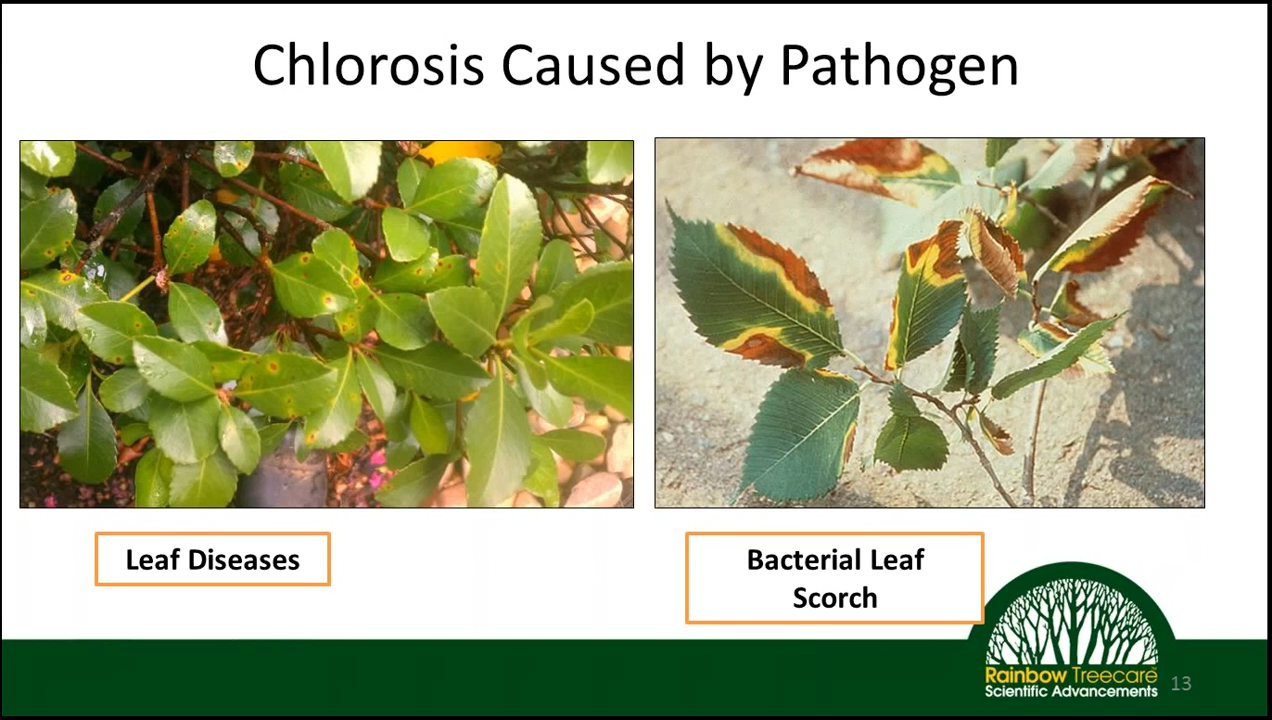 Chlorosis Caused by Pathogen
Leaf Diseases
Bacterial Leaf
Scorch
Rainbow Treecare
Scientific Advancements
13